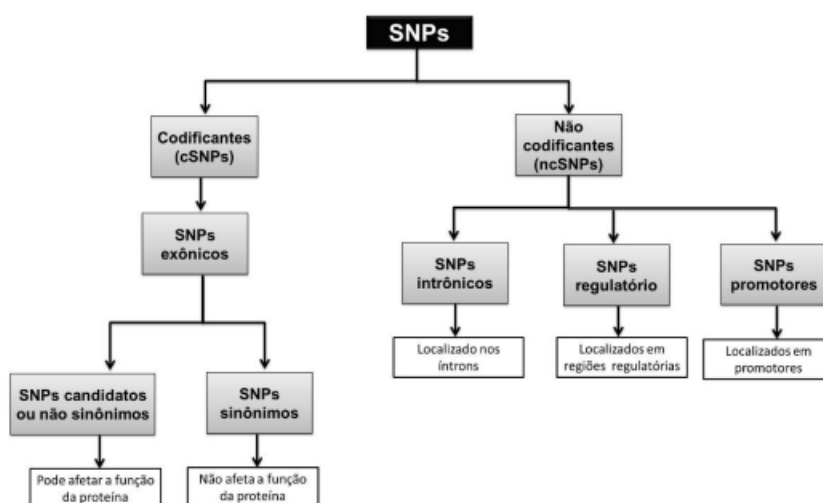 SNPs
Codificantes
(cSNPs)
Não
codificantes
(ncSNPs)
SNPs
exônicos
SNPs
intrônicos
SNPs
regulatório
SNPs
promotores
Localizado nos
íntrons
Localizados em
regiões regulatórias
Localizados em
promotores
SNPs candidatos
ou não sinônimos
SNPs
sinônimos
Pode afetar a função
da proteína
Não afeta a função
da proteína